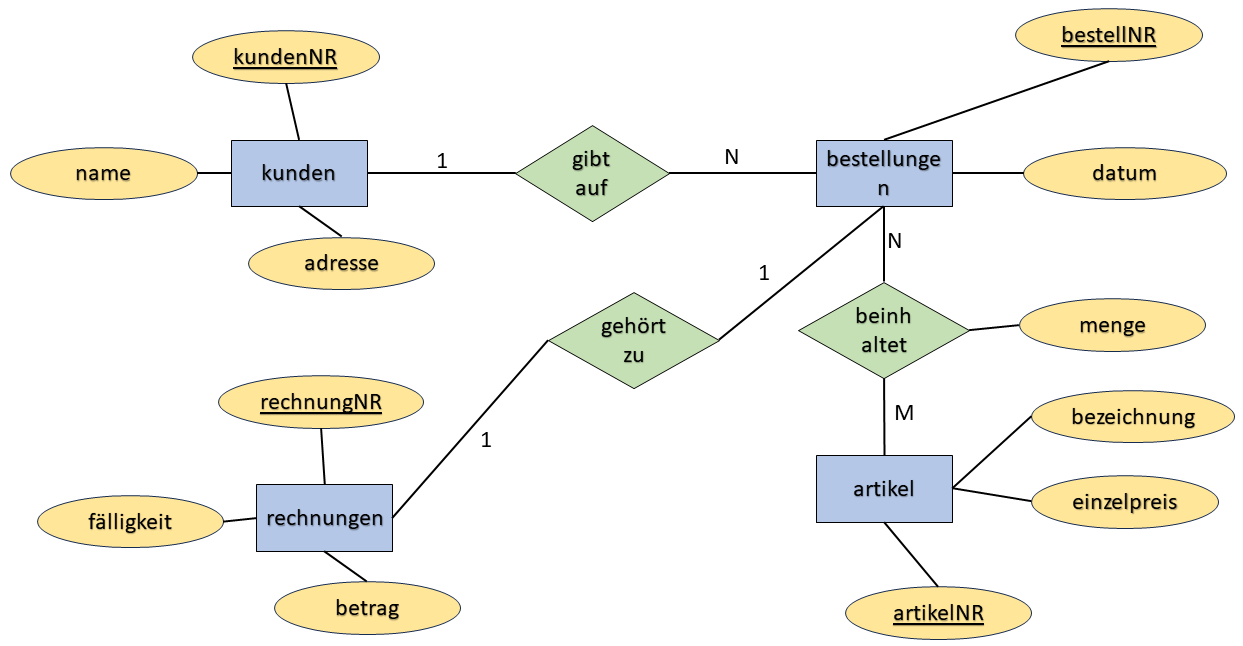 bestellNR
kundenNR
name
kunden
1
gibt
auf
N
bestellunge
n
datum
adresse
N
1
gehört
zu
beinh
altet
menge
rechnungNR
1
M
bezeichnung
fälligkeit
rechnungen
artikel
einzelpreis
betrag
artikelNR